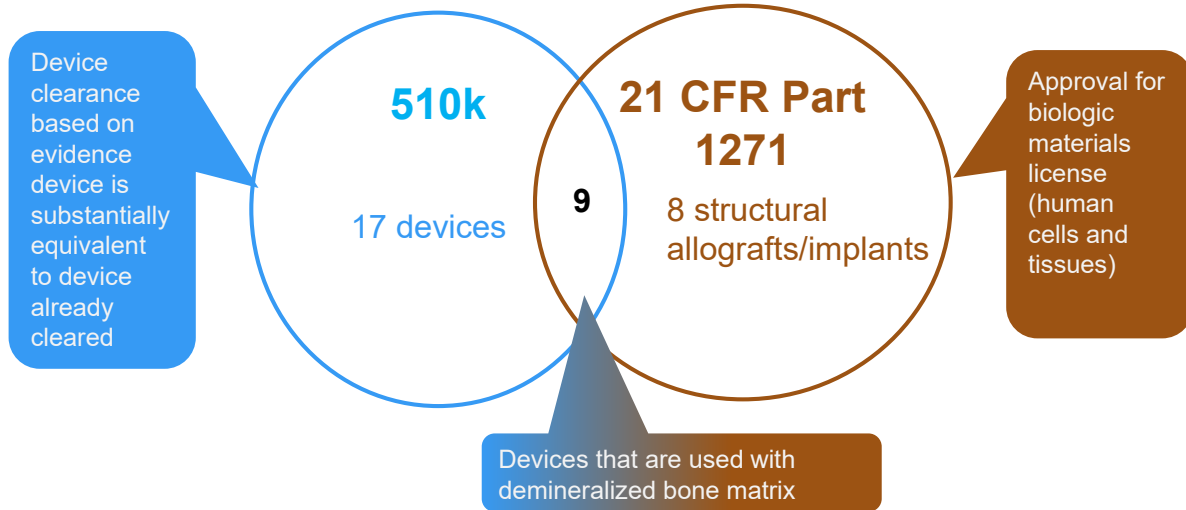 Device
clearance
based on
evidence
device is
substantially
equivalent
to device
already
cleared
510k
17 devices
9
21 CFR Part
1271
8 structural
allografts/implants
Approval for
biologic
materials
license
(human
cells and
tissues)
Devices that are used with
demineralized bone matrix